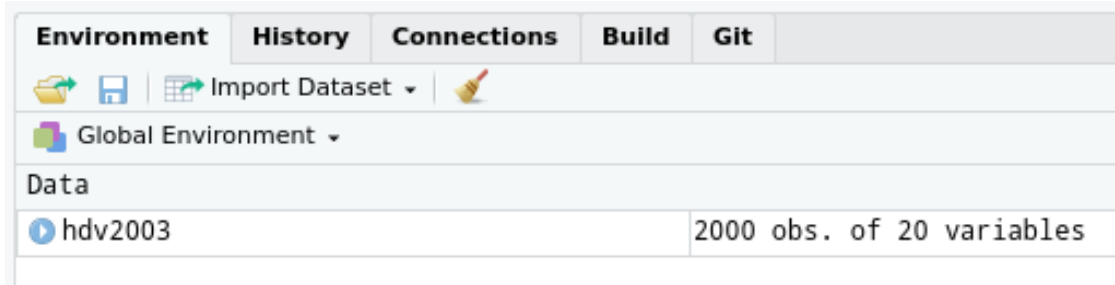 Environment History Connections Build Git
Import Dataset
Global Environment
Data
hdv2003 2000 obs. of 20 variables